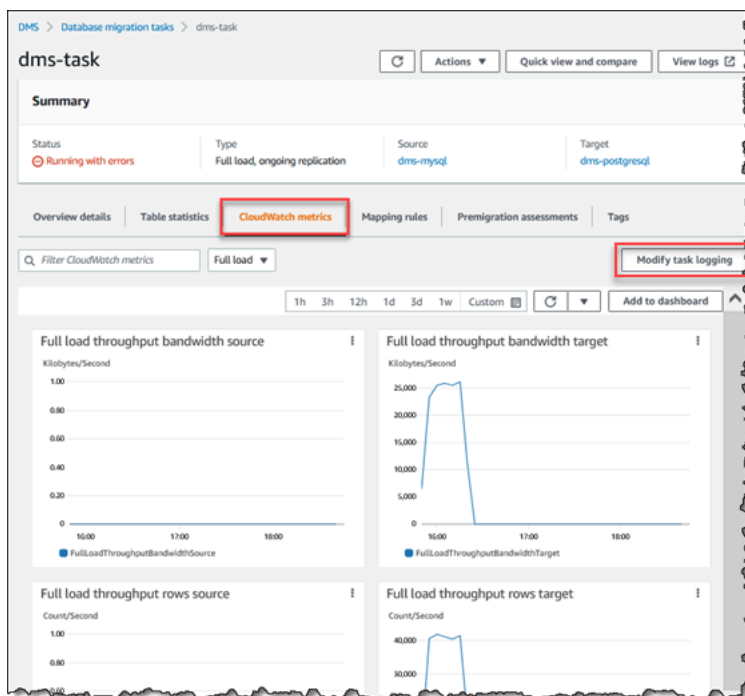 DMS > Database migration tasks > dms-task
dms-task
Actions ▼
Quick view and compare
View logs
Summary
Status
Type
Source
Target
Running with errors
Full load, ongoing replication
dms-mysql
dms-postgresql
Overview details
Table statistics
CloudWatch metrics
Mapping rules
Premigration assessments
Tags
Filter CloudWatch metrics
Full load ▼
Modify task logging
1h 3h 12h 1d 3d 1w Custom
Add to dashboard
Full load throughput bandwidth source
Kilobytes/Second
1.00
0.80
0.60
0.40
0.20
0
16:00 17:00 18:00
FullLoadThroughputBandwidthSource
Full load throughput bandwidth target
Kilobytes/Second
25,000
20,000
15,000
10,000
5,000
0
16:00 17:00 18:00
FullLoadThroughputBandwidthTarget
Full load throughput rows source
Count/Second
1.00
0.80
0.60
Full load throughput rows target
Count/Second
40,000
30,000